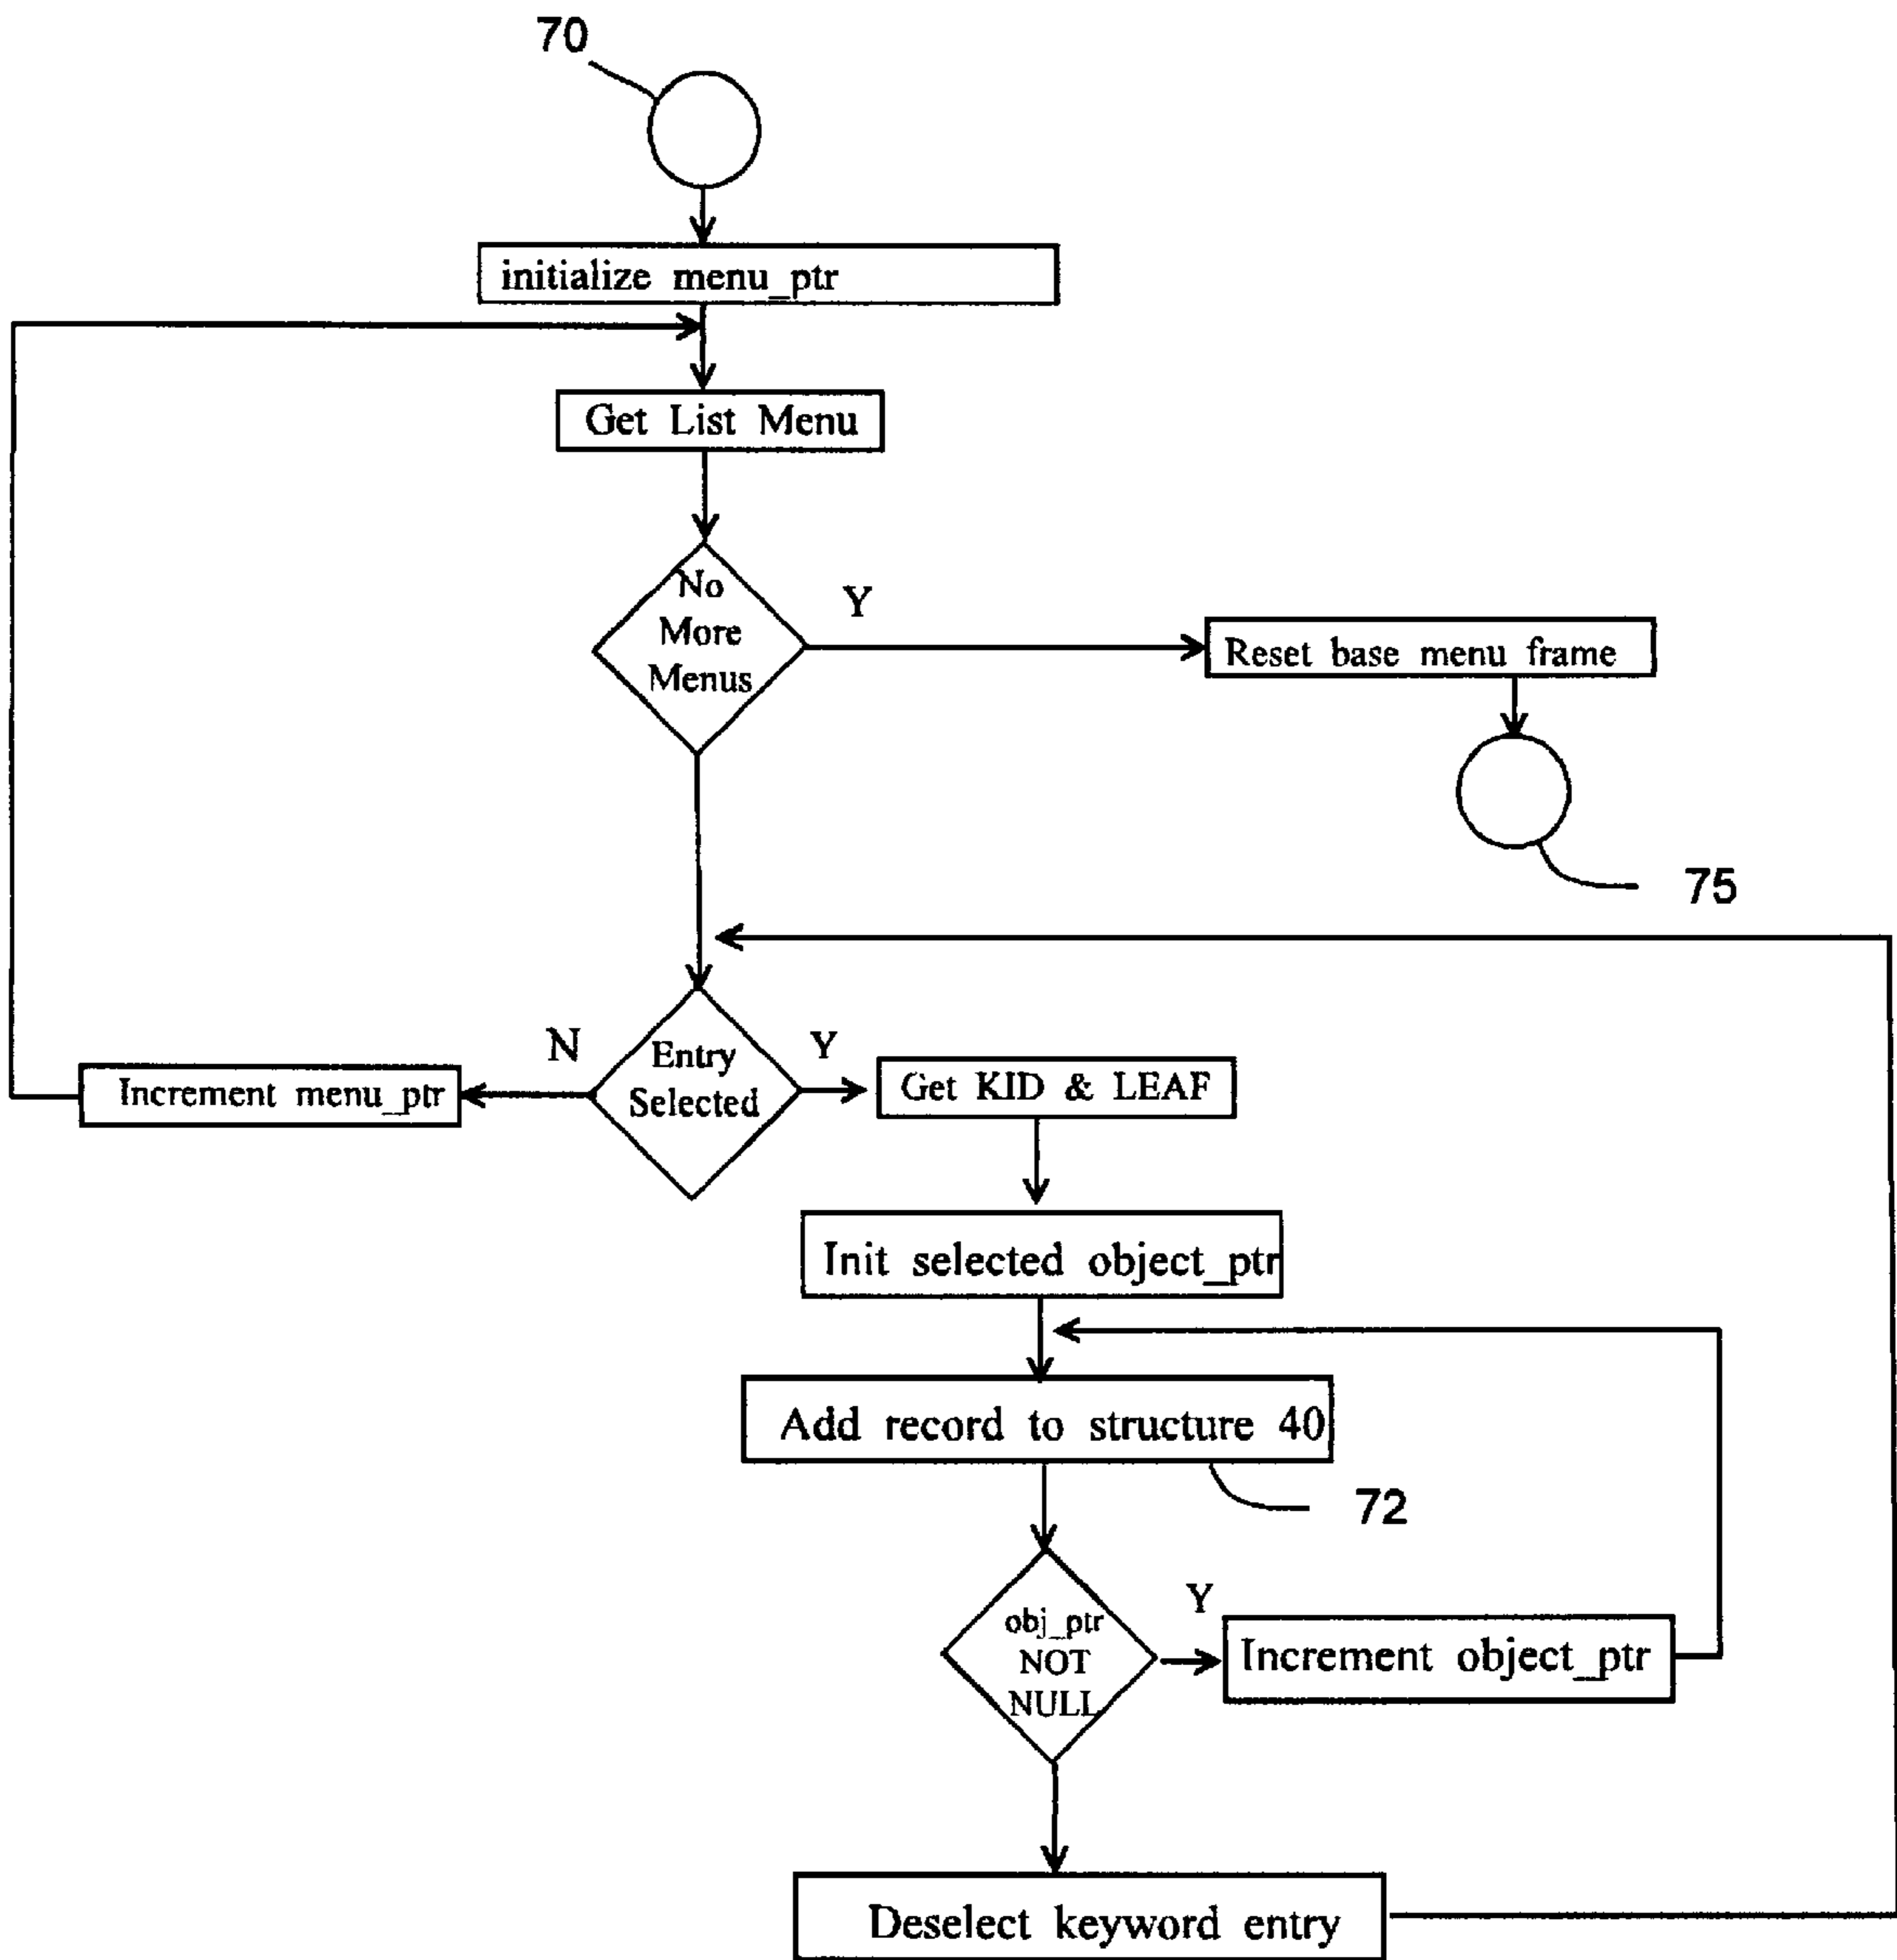 70
initialize menu_ptr
Get List Menu
No
More
Menus
Y
Reset base menu frame
75
N
Entry
Selected
Y
Increment menu_ptr
Get KID & LEAF
Init selected object_ptr
Add record to structure 40
72
obj_ptr
NOT
NULL
Y
Increment object_ptr
Deselect keyword entry